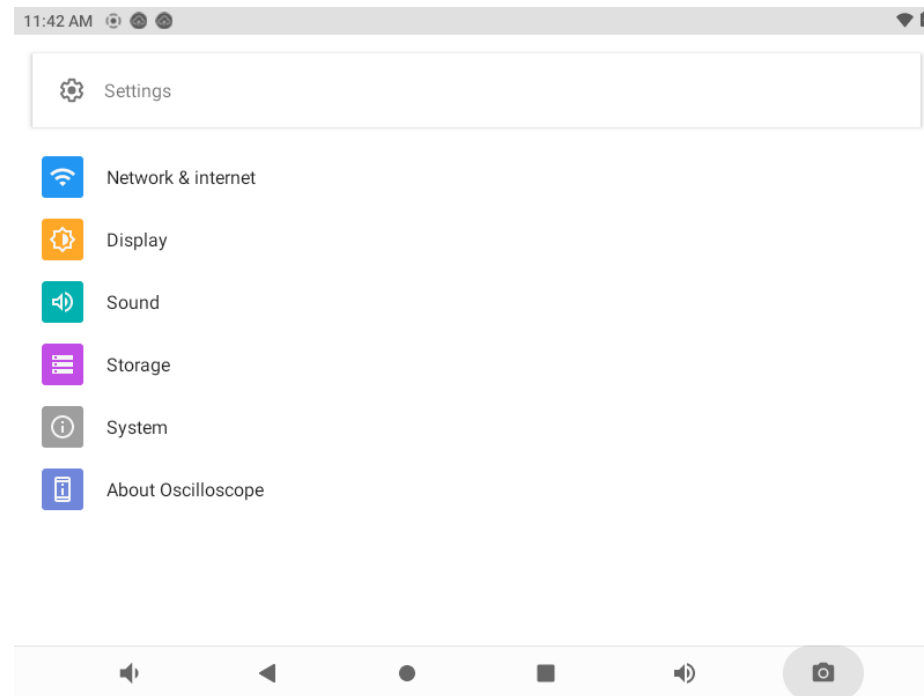 11:42 AM
Settings
Network & internet
Display
Sound
Storage
System
About Oscilloscope